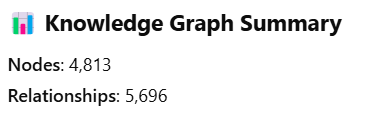 Knowledge Graph Summary
Nodes: 4,813
Relationships: 5,696